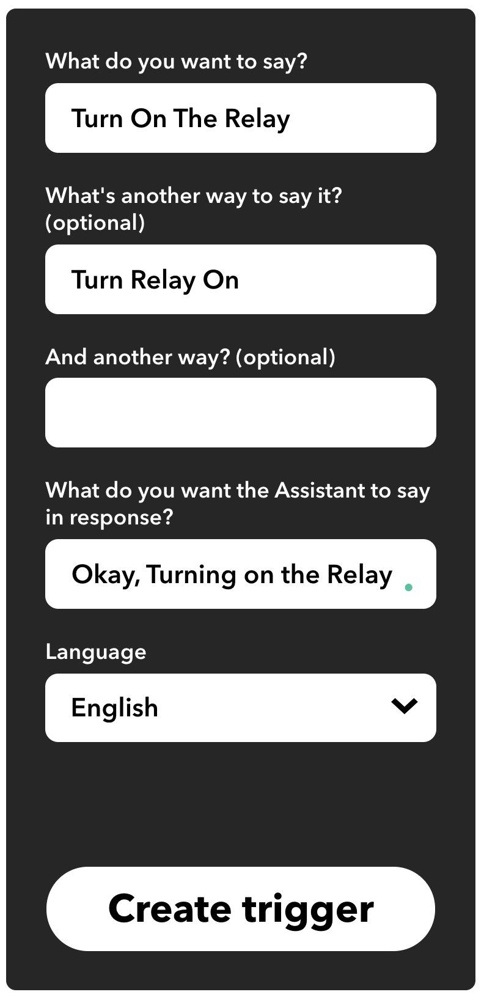 What do you want to say?
Turn On The Relay
What's another way to say it?
(optional)
Turn Relay On
And another way? (optional)
What do you want the Assistant to say
in response?
Okay, Turning on the Relay
Language
English
Create trigger